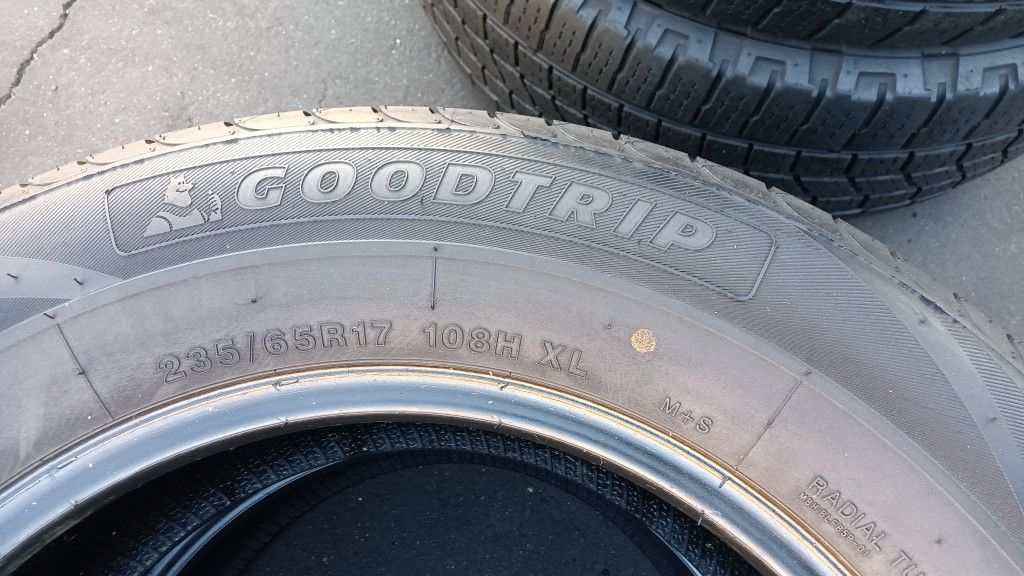 GOODTRIP
235/65R17 108H XL
M+S
RADIAL